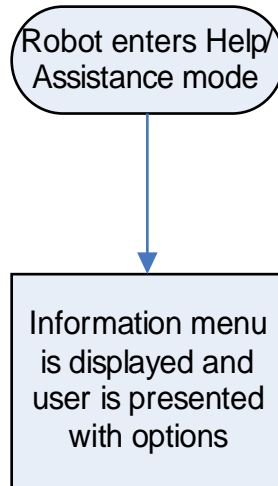 Robot enters Help/
Assistance mode
Information menu
is displayed and
user is presented
with options